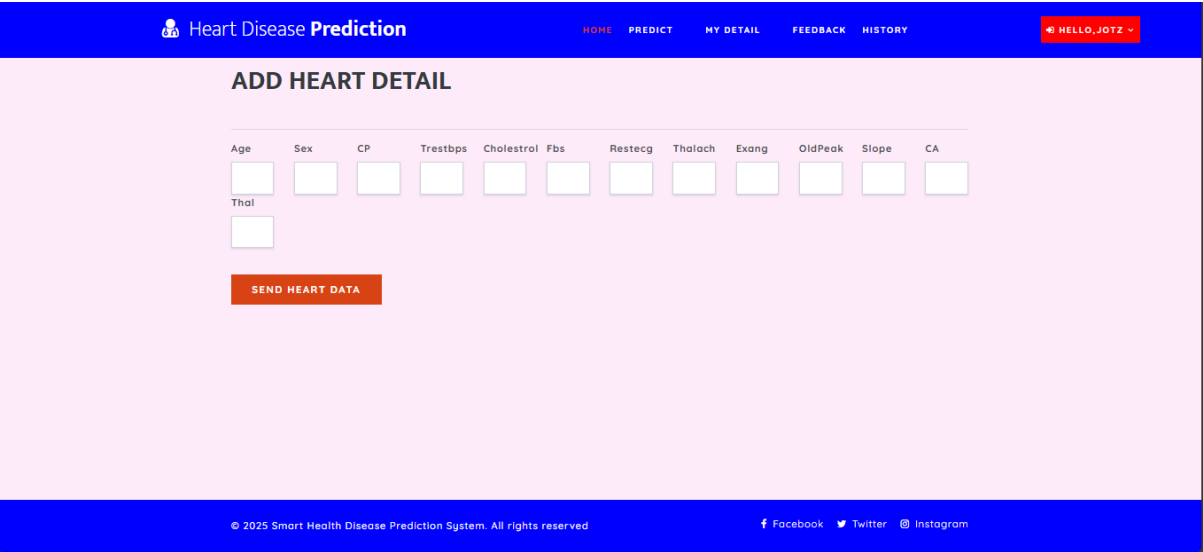 Heart Disease Prediction HOME PREDICT MY DETAIL FEEDBACK HISTORY HELLO,JOTZ
ADD HEART DETAIL
Age Sex CP Trestbps Cholestrol Fbs Restecg Thalach Exang OldPeak Slope CA
Thal
SEND HEART DATA
© 2025 Smart Health Disease Prediction System. All rights reserved Facebook Twitter Instagram